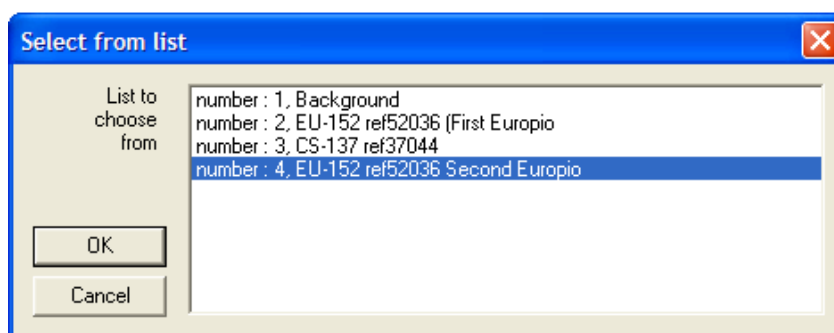 Select from list
List to
choose
from
number : 1, Background
number : 2, EU-152 ref52036 (First Europio
number : 3, CS-137 ref37044
number : 4, EU-152 ref52036 Second Europio
OK
Cancel